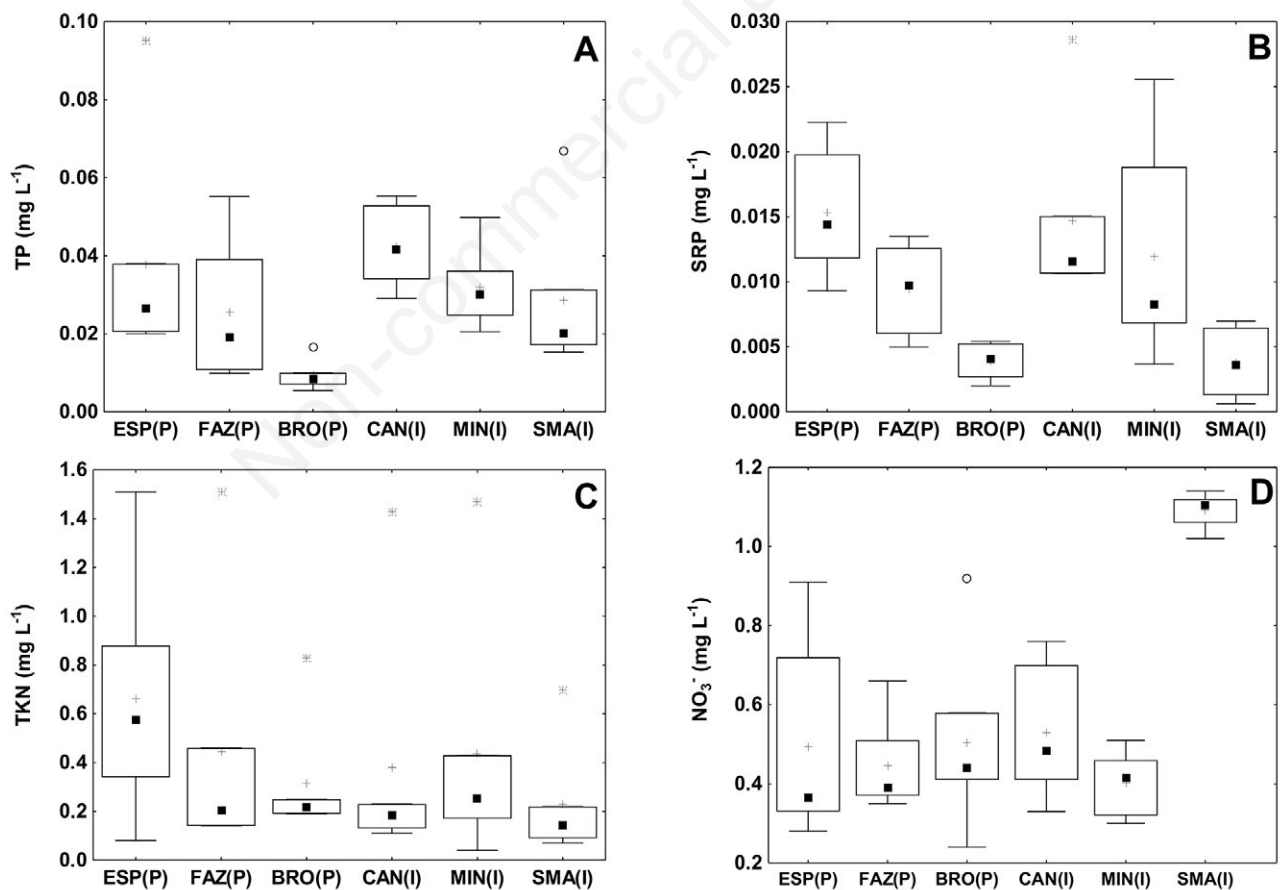 Non-commercial
A
TP (mg L⁻¹)
0.10
0.08
0.06
0.04
0.02
0.00
ESP(P) FAZ(P) BRO(P) CAN(I) MIN(I) SMA(I)
B
SRP (mg L⁻¹)
0.030
0.025
0.020
0.015
0.010
0.005
0.000
ESP(P) FAZ(P) BRO(P) CAN(I) MIN(I) SMA(I)
C
TKN (mg L⁻¹)
1.6
1.4
1.2
1.0
0.8
0.6
0.4
0.2
0.0
ESP(P) FAZ(P) BRO(P) CAN(I) MIN(I) SMA(I)
D
NO₃⁻ (mg L⁻¹)
1.2
1.0
0.8
0.6
0.4
0.2
ESP(P) FAZ(P) BRO(P) CAN(I) MIN(I) SMA(I)